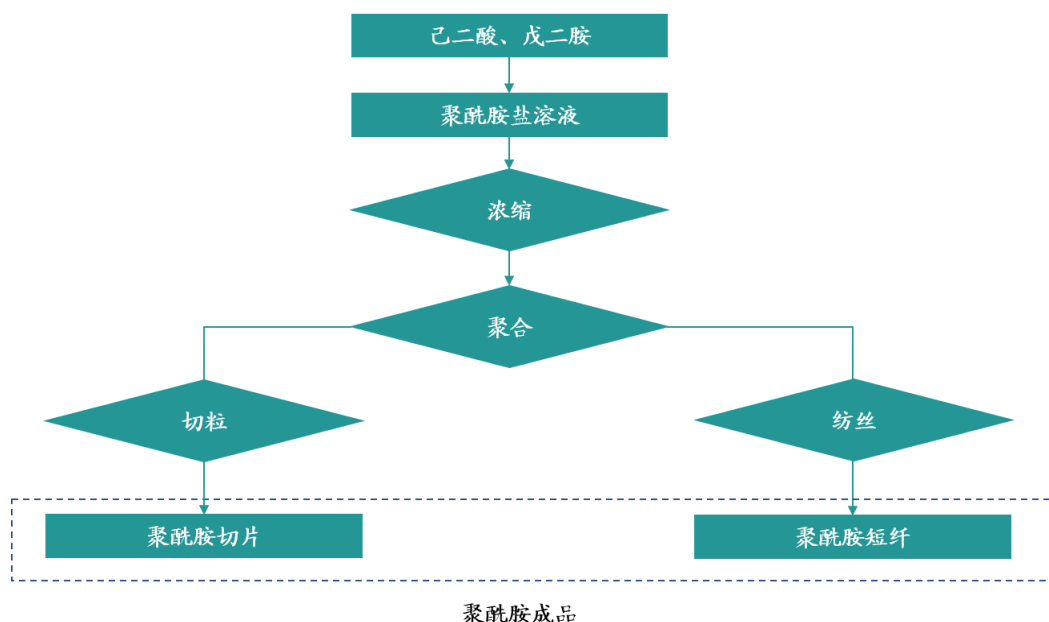 己二酸、戊二胺
聚酰胺盐溶液
浓缩
聚合
切粒
纺丝
聚酰胺切片
聚酰胺短纤
聚酰胺成品